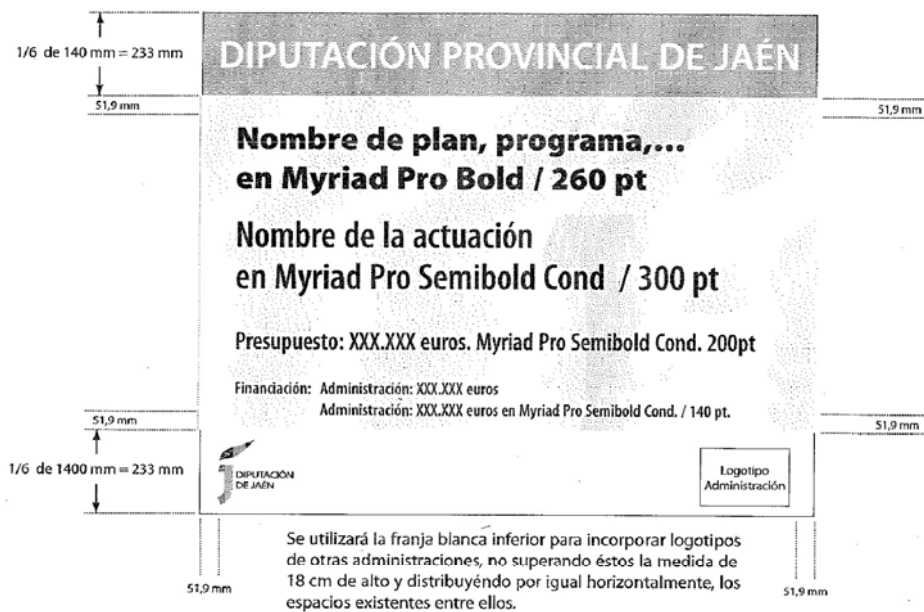 1/6 de 140 mm = 233 mm
DIPUTACIÓN PROVINCIAL DE JAÉN
51,9 mm
51,9 mm
Nombre de plan, programa,...
en Myriad Pro Bold / 260 pt
Nombre de la actuación
en Myriad Pro Semibold Cond / 300 pt
Presupuesto: XXX.XXX euros. Myriad Pro Semibold Cond. 200pt
Financiación: Administración: XXX.XXX euros
Administración: XXX.XXX euros en Myriad Pro Semibold Cond. / 140 pt.
51,9 mm
51,9 mm
1/6 de 1400 mm = 233 mm
DIPUTACIÓN
DE JAÉN
Logotipo
Administración
Se utilizará la franja blanca inferior para incorporar logotipos
de otras administraciones, no superando éstos la medida de
18 cm de alto y distribuyéndo por igual horizontalmente, los
espacios existentes entre ellos.
51,9 mm
51,9 mm